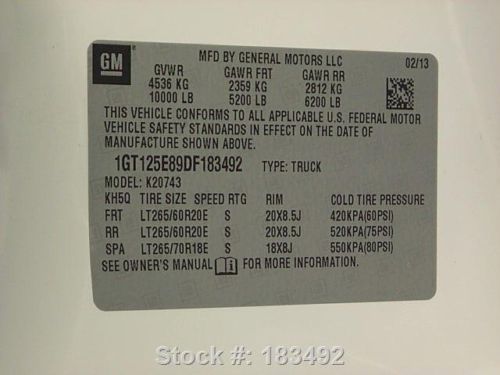 GM
MFD BY GENERAL MOTORS LLC 02/13
GVWR GAWR FRT GAWR RR
4536 KG 2359 KG 2812 KG
10000 LB 5200 LB 6200 LB
THIS VEHICLE CONFORMS TO ALL APPLICABLE U.S. FEDERAL MOTOR
VEHICLE SAFETY STANDARDS IN EFFECT ON THE DATE OF
MANUFACTURE SHOWN ABOVE.
1GT125E89DF183492 TYPE: TRUCK
MODEL: K20743
KH5Q TIRE SIZE SPEED RTG RIM COLD TIRE PRESSURE
FRT LT265/60R20E S 20X8.5J 420KPA(60PSI)
RR LT265/60R20E S 20X8.5J 520KPA(75PSI)
SPA LT265/70R18E S 18X8J 550KPA(80PSI)
SEE OWNER'S MANUAL FOR MORE INFORMATION.
Stock #: 183492